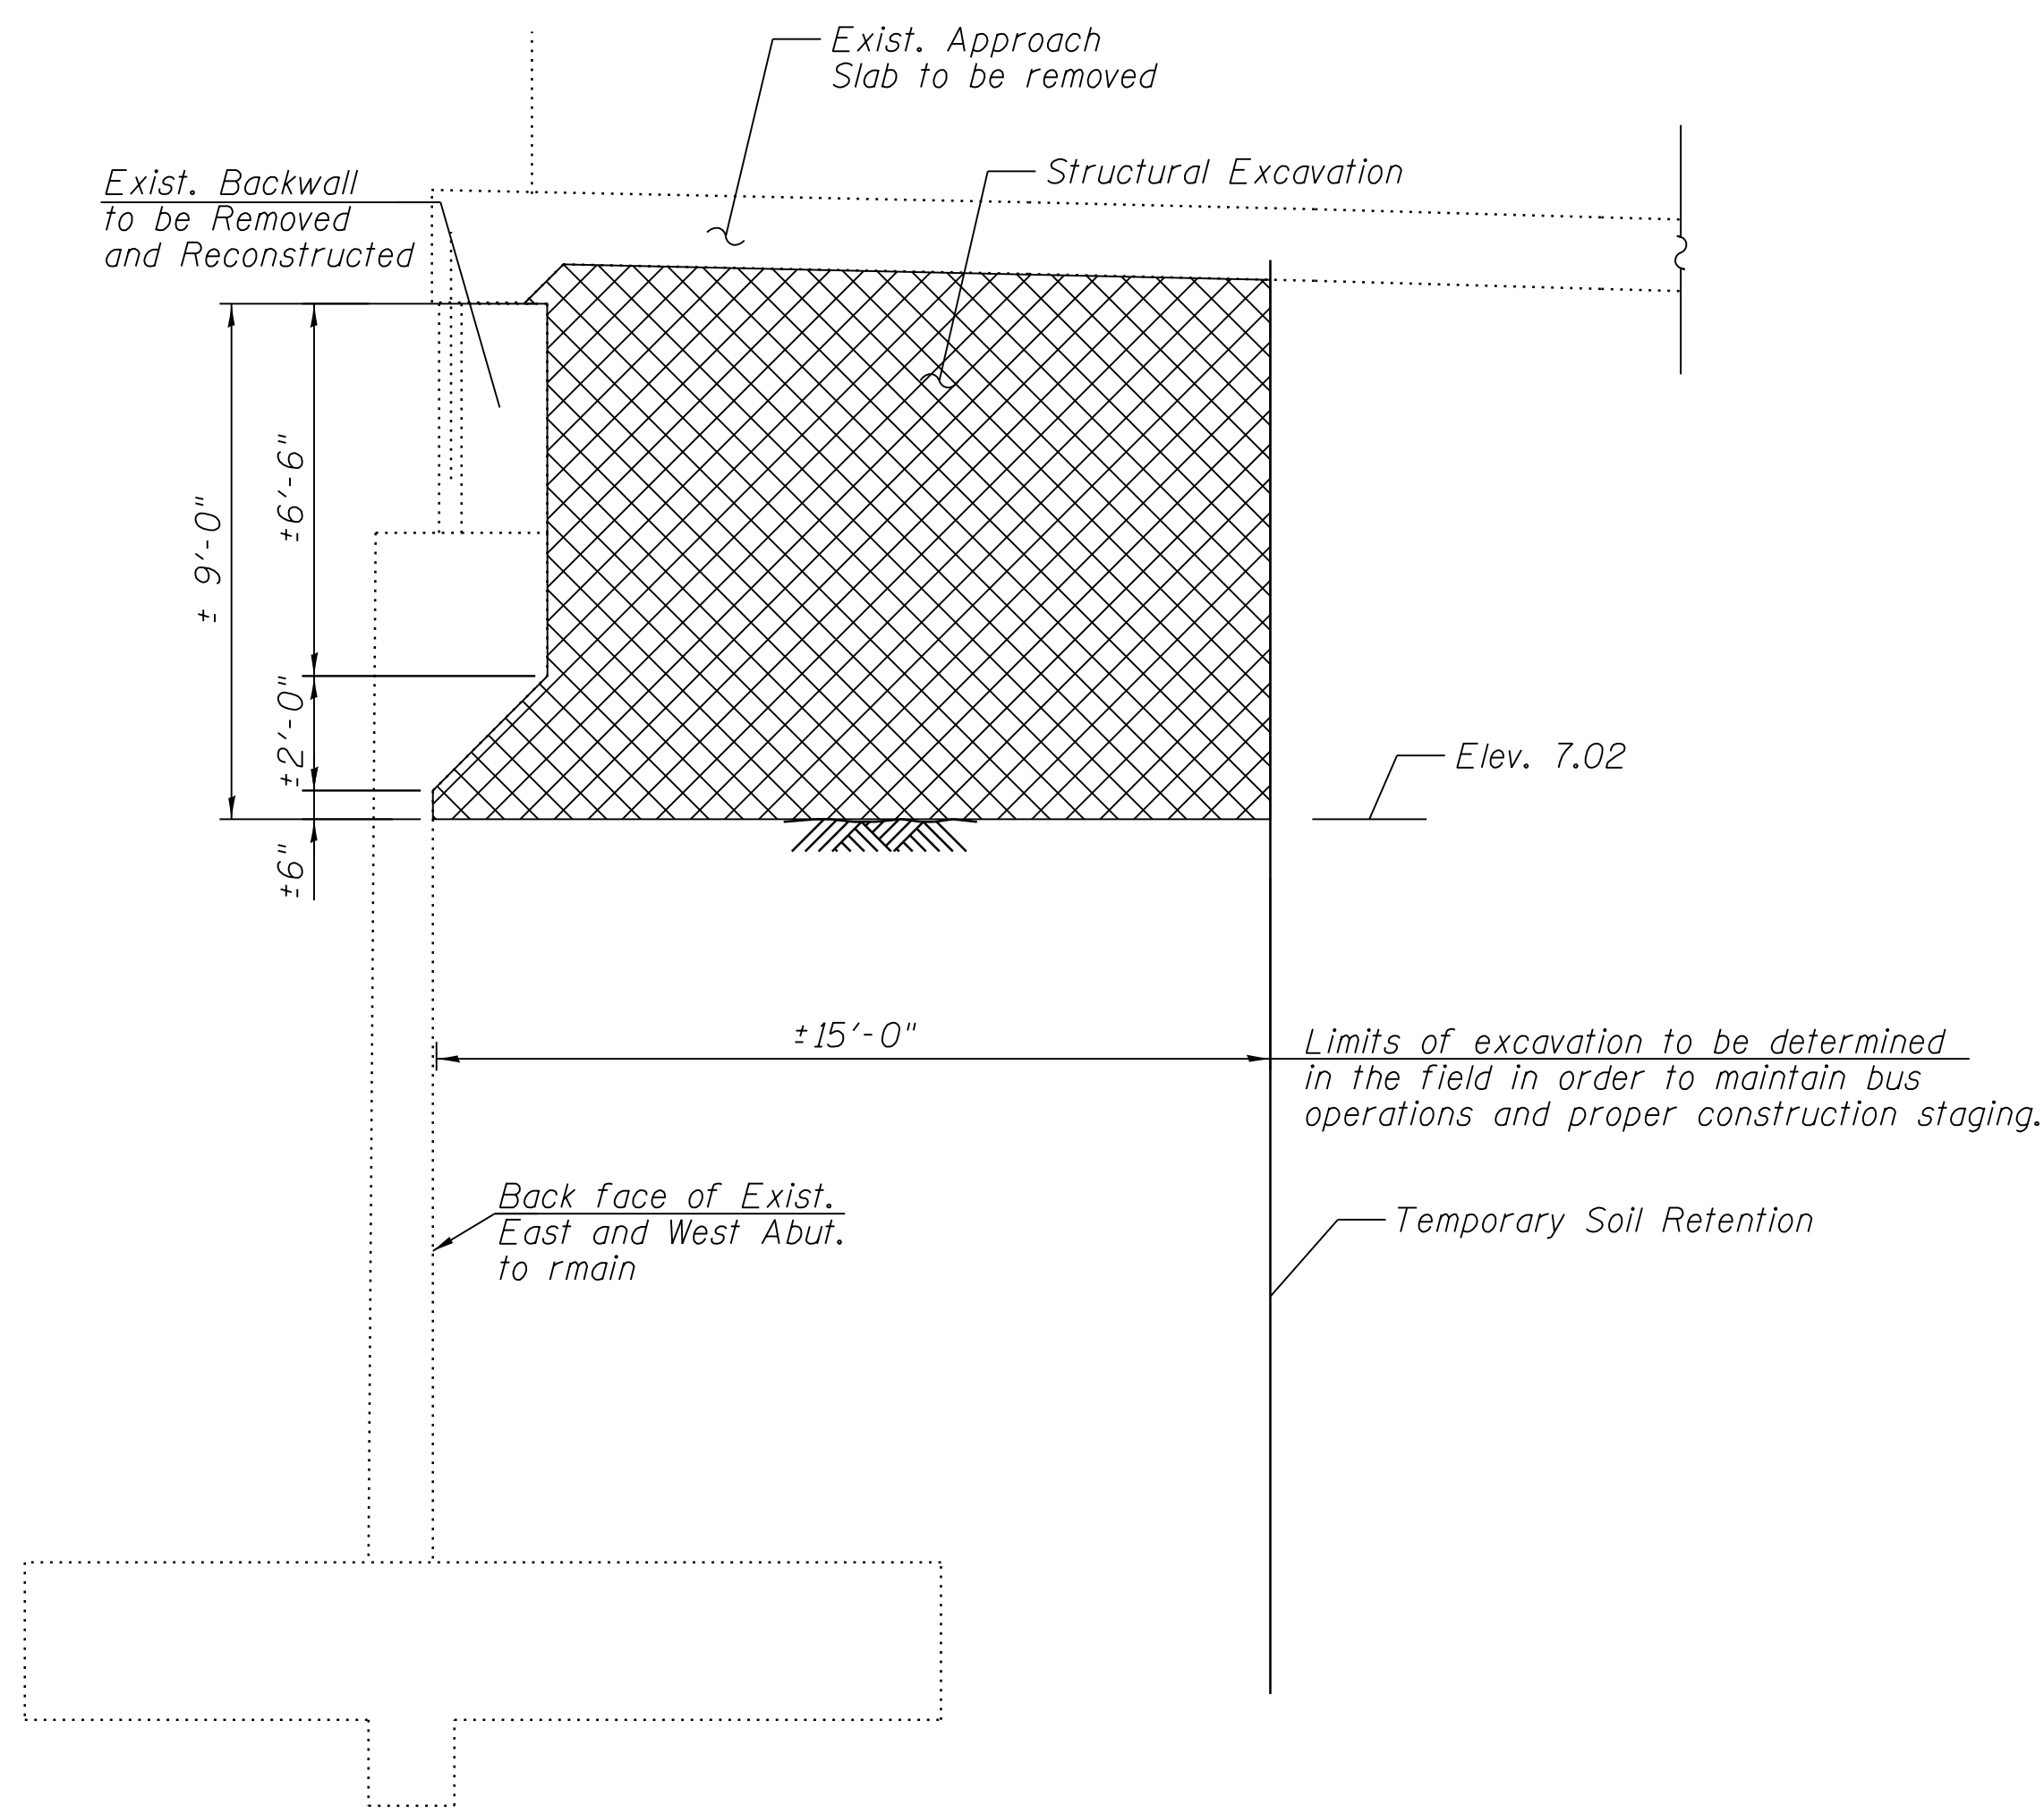 Exist. Approach
Slab to be removed
Structural Excavation
Exist. Backwall
to be Removed
and Reconstructed
± 9'-0"
±6'-6"
±2'-0"
±6"
Elev. 7.02
±15'-0"
Limits of excavation to be determined
in the field in order to maintain bus
operations and proper construction staging.
Back face of Exist.
East and West Abut.
to rmain
Temporary Soil Retention